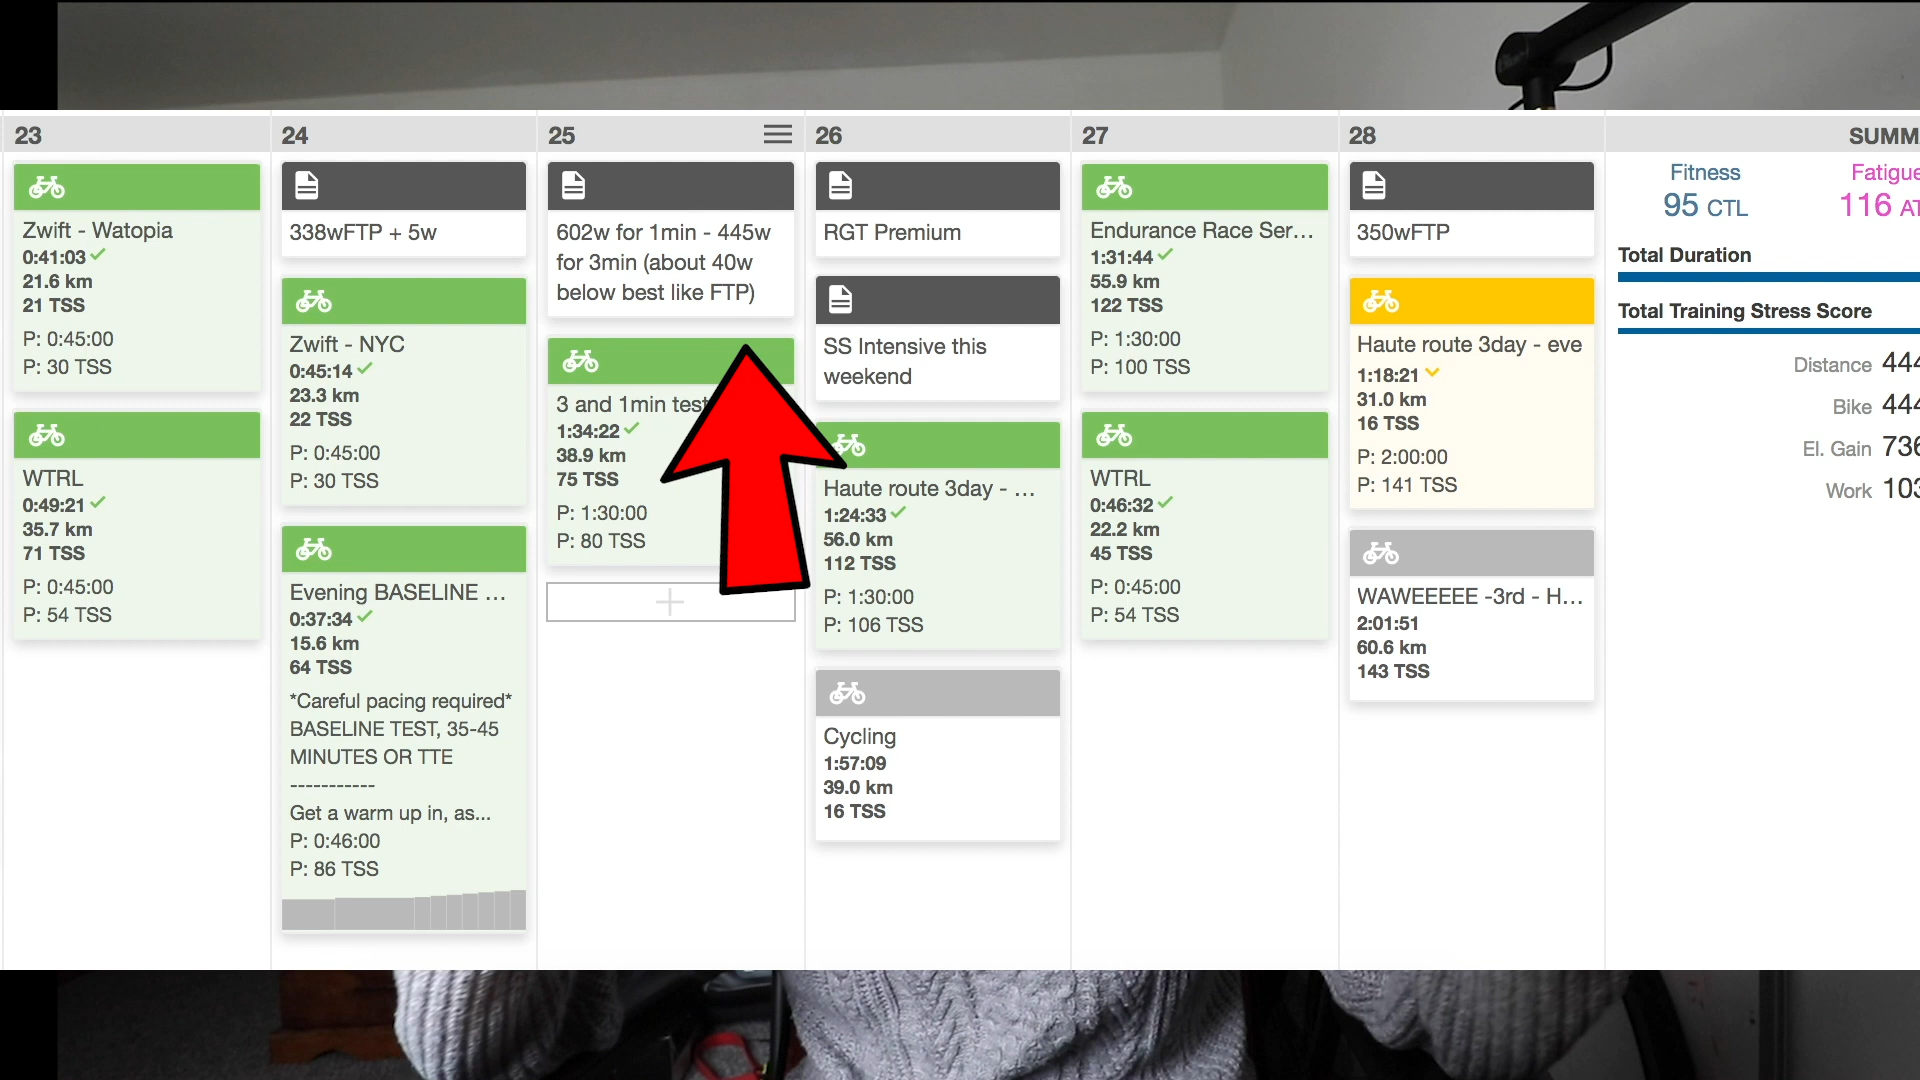 23
Zwift - Watopia
0:41:03
21.6 km
21 TSS
P: 0:45:00
P: 30 TSS
WTRL
0:49:21
35.7 km
71 TSS
P: 0:45:00
P: 54 TSS
24
338wFTP + 5w
Zwift - NYC
0:45:14
23.3 km
22 TSS
P: 0:45:00
P: 30 TSS
Evening BASELINE ...
0:37:34
15.6 km
64 TSS
*Careful pacing required*
BASELINE TEST, 35-45
MINUTES OR TTE
-----------
Get a warm up in, as...
P: 0:46:00
P: 86 TSS
25
602w for 1min - 445w
for 3min (about 40w
below best like FTP)
3 and 1min test
1:34:22
38.9 km
75 TSS
P: 1:30:00
P: 80 TSS
26
RGT Premium
SS Intensive this
weekend
Haute route 3day - ...
1:24:33
56.0 km
112 TSS
P: 1:30:00
P: 106 TSS
Cycling
1:57:09
39.0 km
16 TSS
27
Endurance Race Ser...
1:31:44
55.9 km
122 TSS
P: 1:30:00
P: 100 TSS
WTRL
0:46:32
22.2 km
45 TSS
P: 0:45:00
P: 54 TSS
28
350wFTP
Haute route 3day - eve
1:18:21
31.0 km
16 TSS
P: 2:00:00
P: 141 TSS
WAWEEEEE -3rd - H...
2:01:51
60.6 km
143 TSS
SUMM
Fitness
95 CTL
Fatigue
116 AT
Total Duration
Total Training Stress Score
Distance 444
Bike 444
El. Gain 736
Work 103